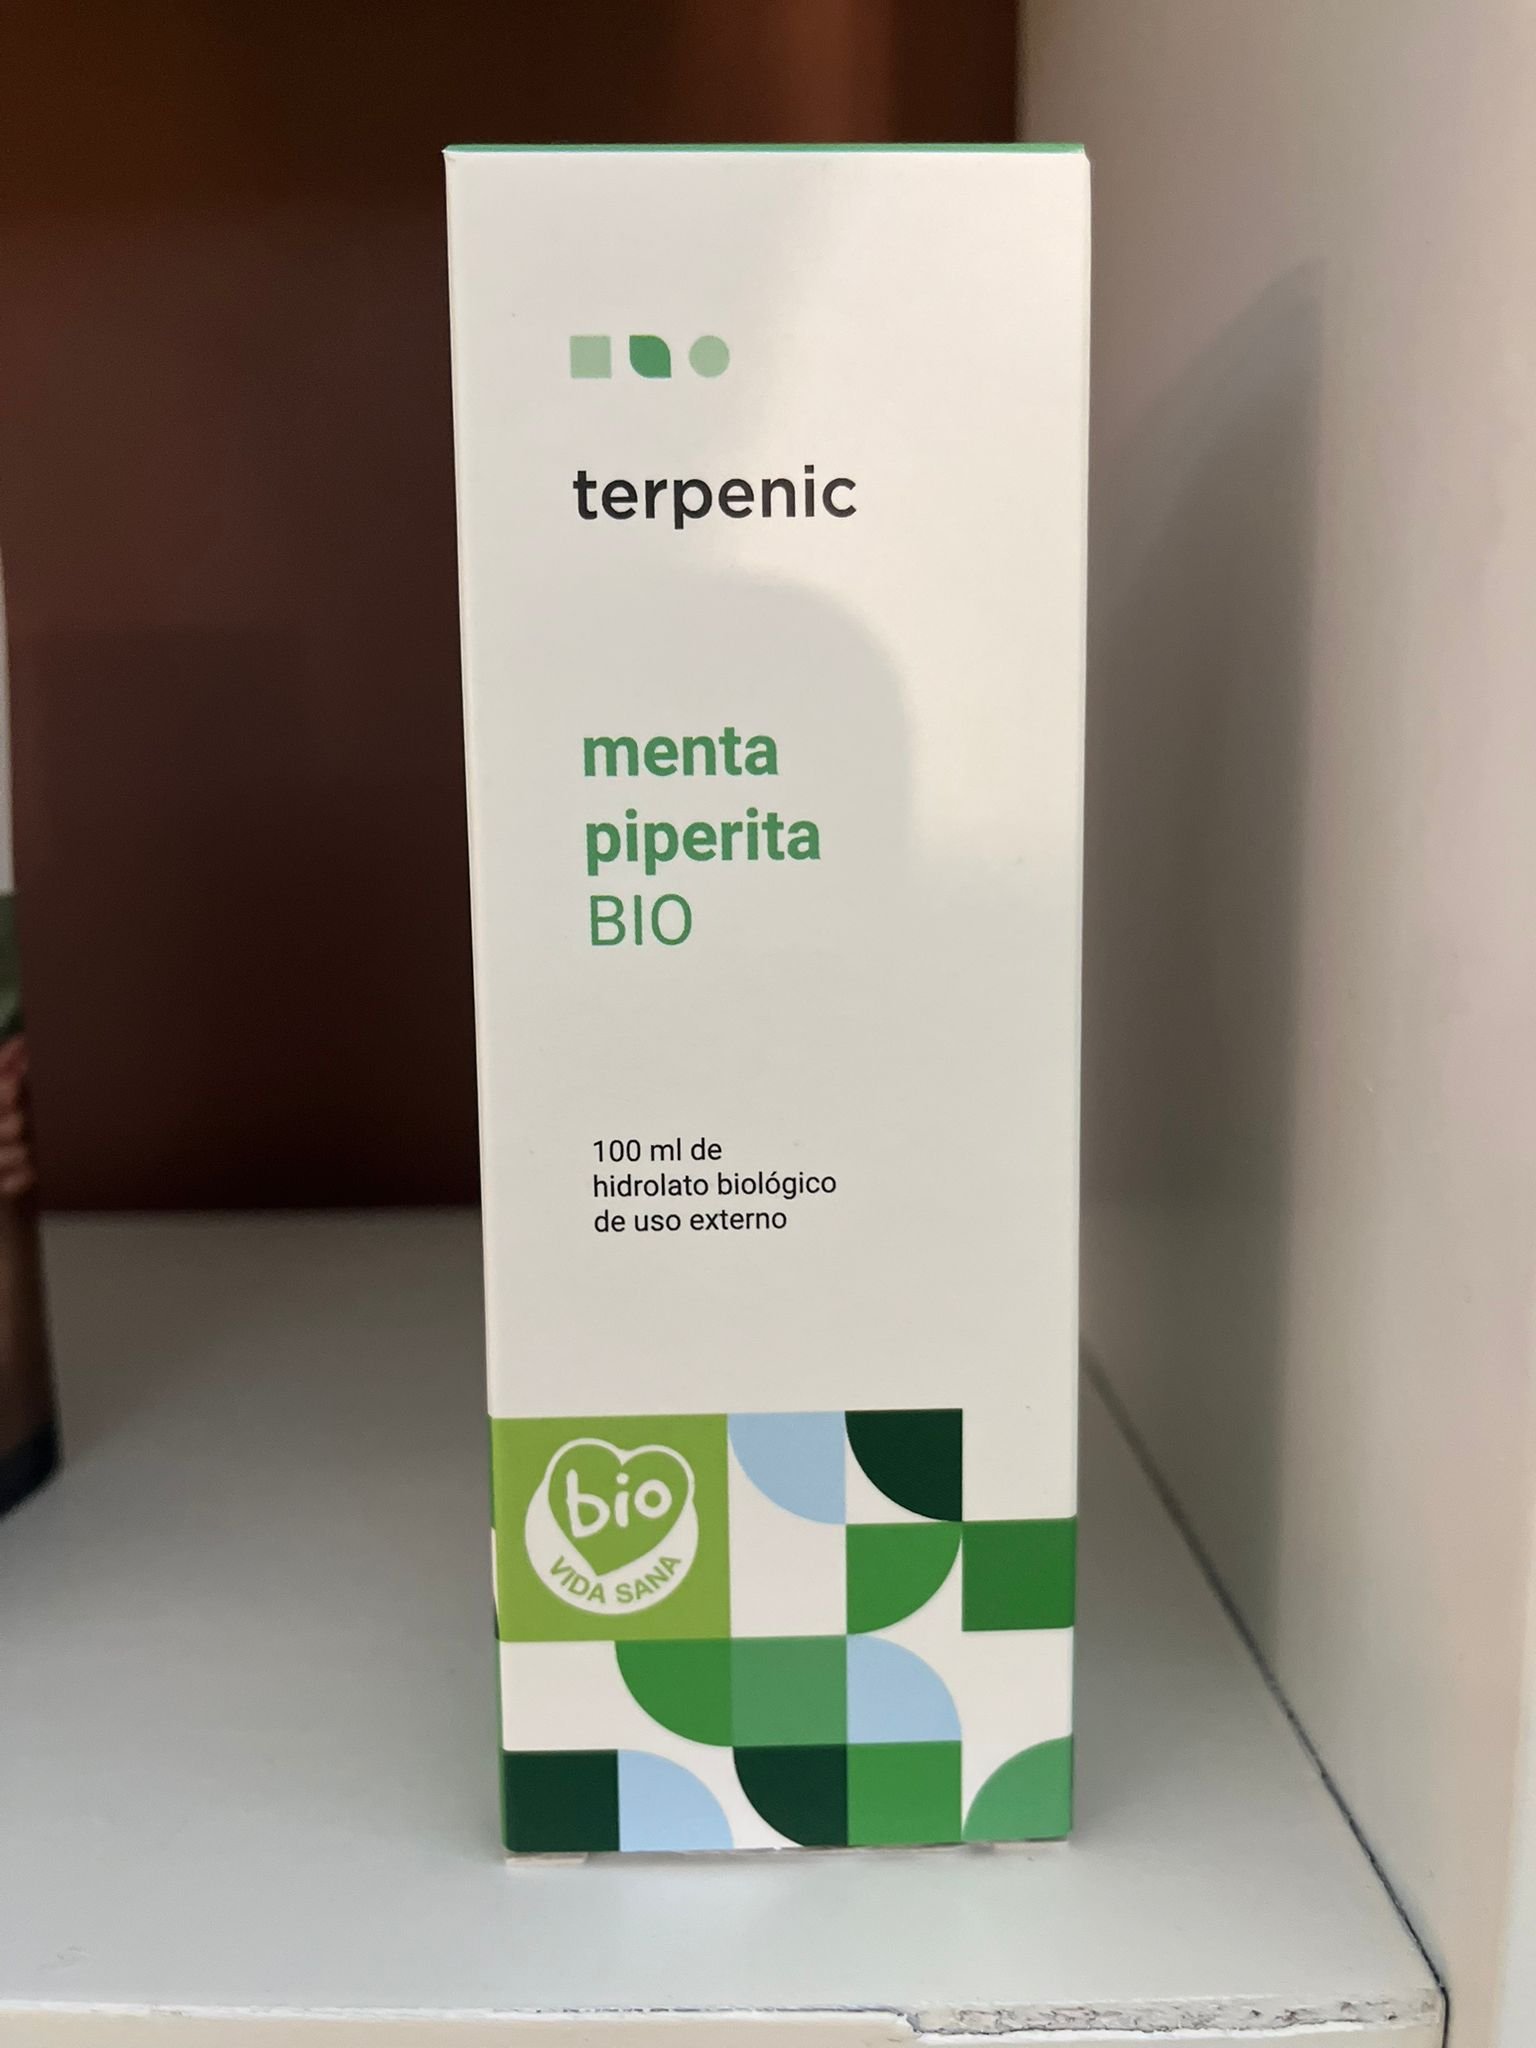 terpenic
menta
piperita
BIO
100 ml de
hidrolato biológico
de uso externo
bio
VIDA SANA